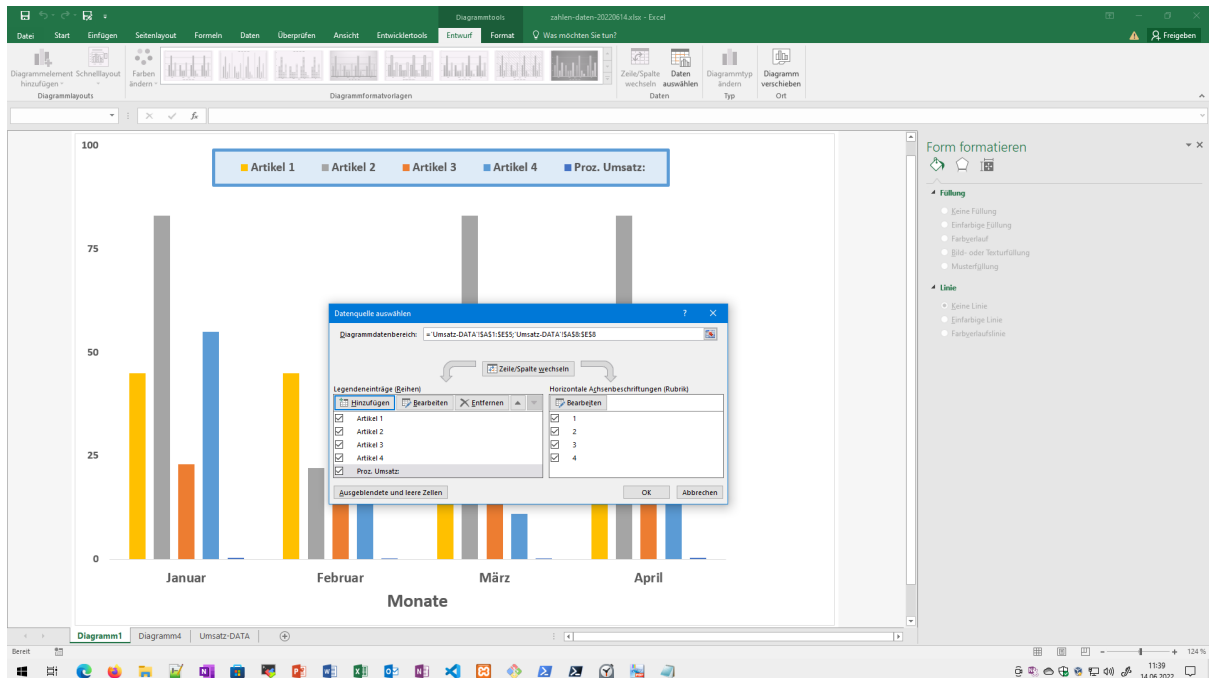 Diagrammtools
zahlen-daten-20220614.xlsx - Excel
Datei Start Einfügen Seitenlayout Formeln Daten Überprüfen Ansicht Entwicklertools Entwurf Format Was möchten Sie tun? Freigeben
Diagrammelement hinzufügen
Schnelllayout
Farben ändern
Zeile/Spalte wechseln
Daten auswählen
Diagrammtyp ändern
Diagramm verschieben
Diagrammlayouts Diagrammformatvorlagen Daten Typ Ort
fx
100
75
50
25
0
Artikel 1 Artikel 2 Artikel 3 Artikel 4 Proz. Umsatz:
Januar Februar März April
Monate
Datenquelle auswählen ?
Diagrammdatenbereich: ='Umsatz-DATA'!$A$1:$E$5;'Umsatz-DATA'!$A$8:$E$8
Zeile/Spalte wechseln
Legendeneinträge (Reihen)
Hinzufügen Bearbeiten Entfernen
Artikel 1
Artikel 2
Artikel 3
Artikel 4
Proz. Umsatz:
Horizontale Achsenbeschriftungen (Rubrik)
Bearbeiten
1
2
3
4
Ausgeblendete und leere Zellen OK Abbrechen
Form formatieren
Füllung
Keine Füllung
Einfarbige Füllung
Farbverlauf
Bild- oder Texturfüllung
Musterfüllung
Linie
Keine Linie
Einfarbige Linie
Farbverlaufslinie
Diagramm1 Diagramm4 Umsatz-DATA
Bereit 124 %
11:39
14.06.2022